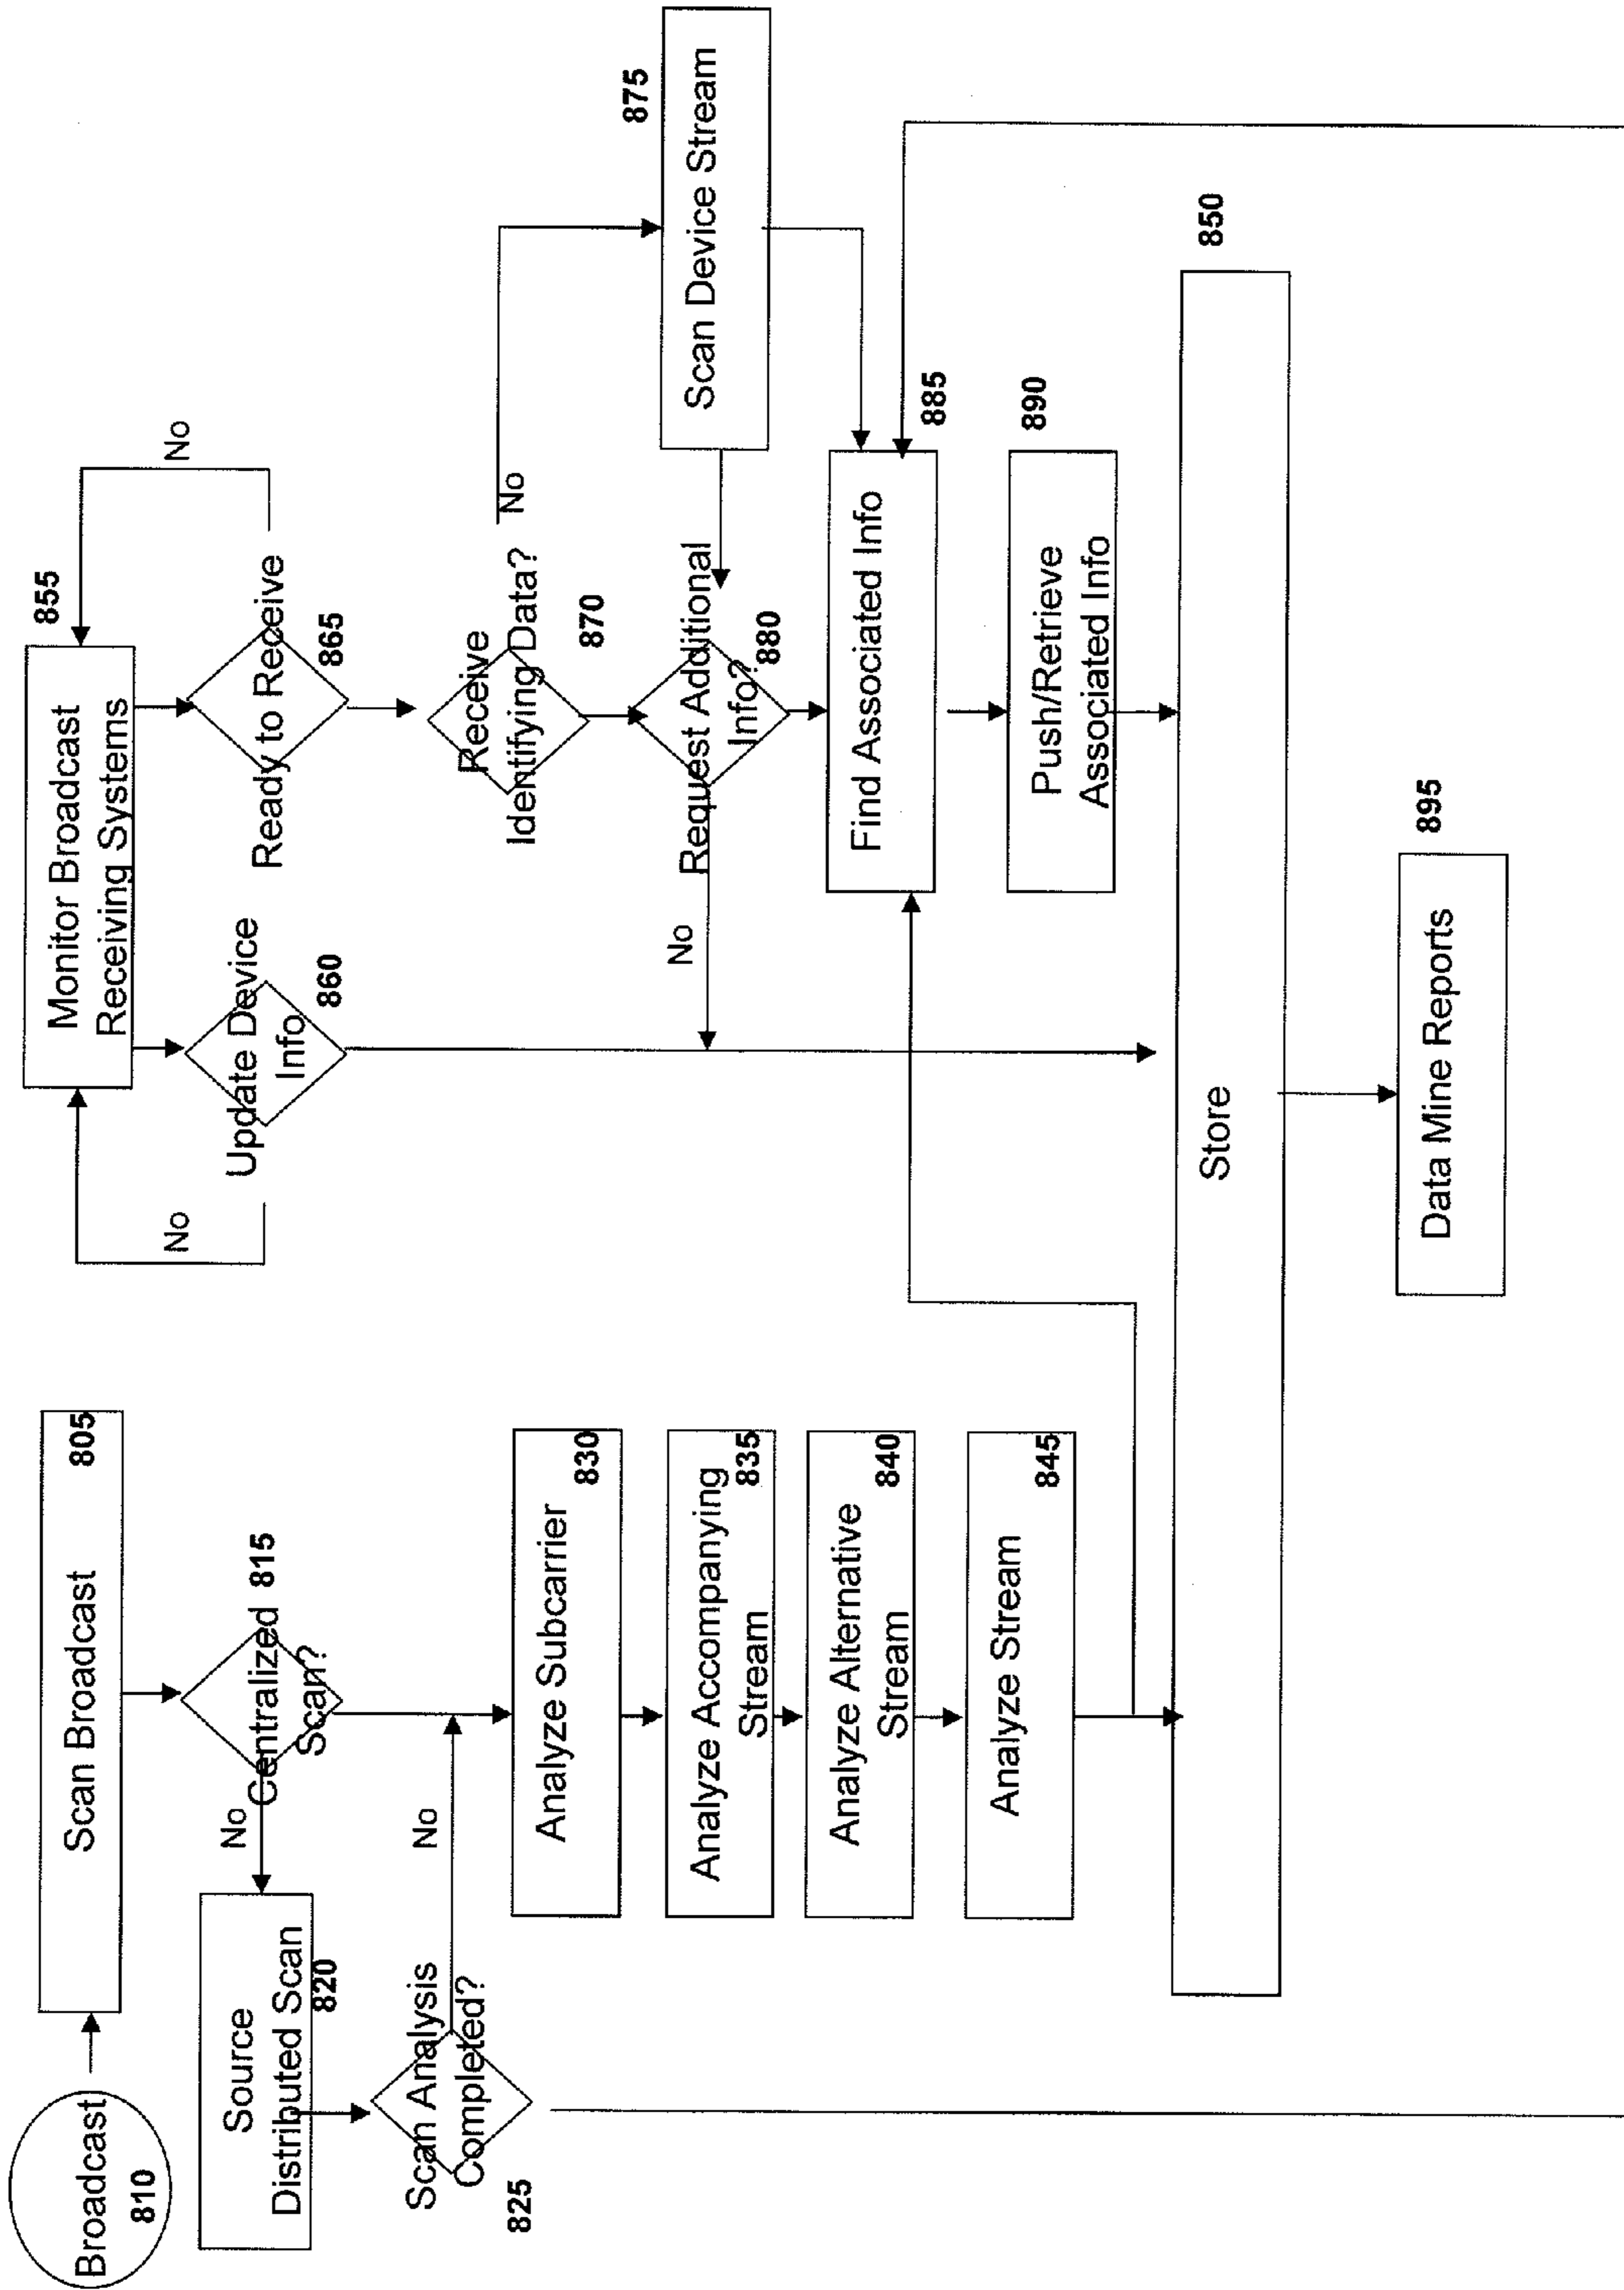 Broadcast
810
Scan Broadcast
805
Centralized 815
Scan?
No
Source
Distributed Scan
820
Scan Analysis
Completed?
825
No
Analyze Subcarrier
830
Analyze Accompanying
Stream
835
Analyze Alternative
Stream
840
Analyze Stream
845
Monitor Broadcast
Receiving Systems
855
No
Update Device
Info
860
No
Ready to Receive
865
Receive
Identifying Data?
870
No
Scan Device Stream
875
Request Additional
Info?
880
No
Find Associated Info
885
Push/Retrieve
Associated Info
890
Store
850
Data Mine Reports
895